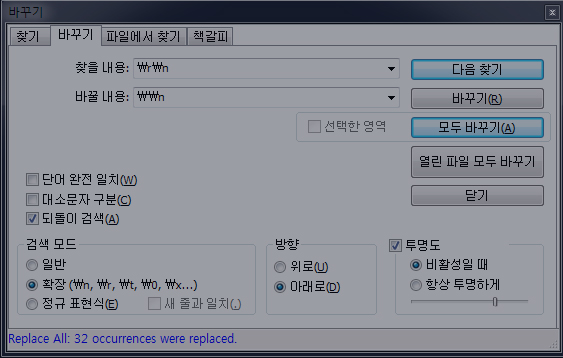 바꾸기
찾기 바꾸기 파일에서 찾기 책갈피
찾을 내용: ₩r₩n 다음 찾기
바꿀 내용: ₩₩n 바꾸기(R)
선택한 영역 모두 바꾸기(A)
열린 파일 모두 바꾸기
단어 완전 일치(W)
대소문자 구분(C) 닫기
되돌이 검색(A)
검색 모드 방향 투명도
일반 위로(U) 비활성일 때
확장 (₩n, ₩r, ₩t, ₩0, ₩x...) 아래로(D) 항상 투명하게
정규 표현식(E) 새 줄과 일치(.)
Replace All: 32 occurrences were replaced.